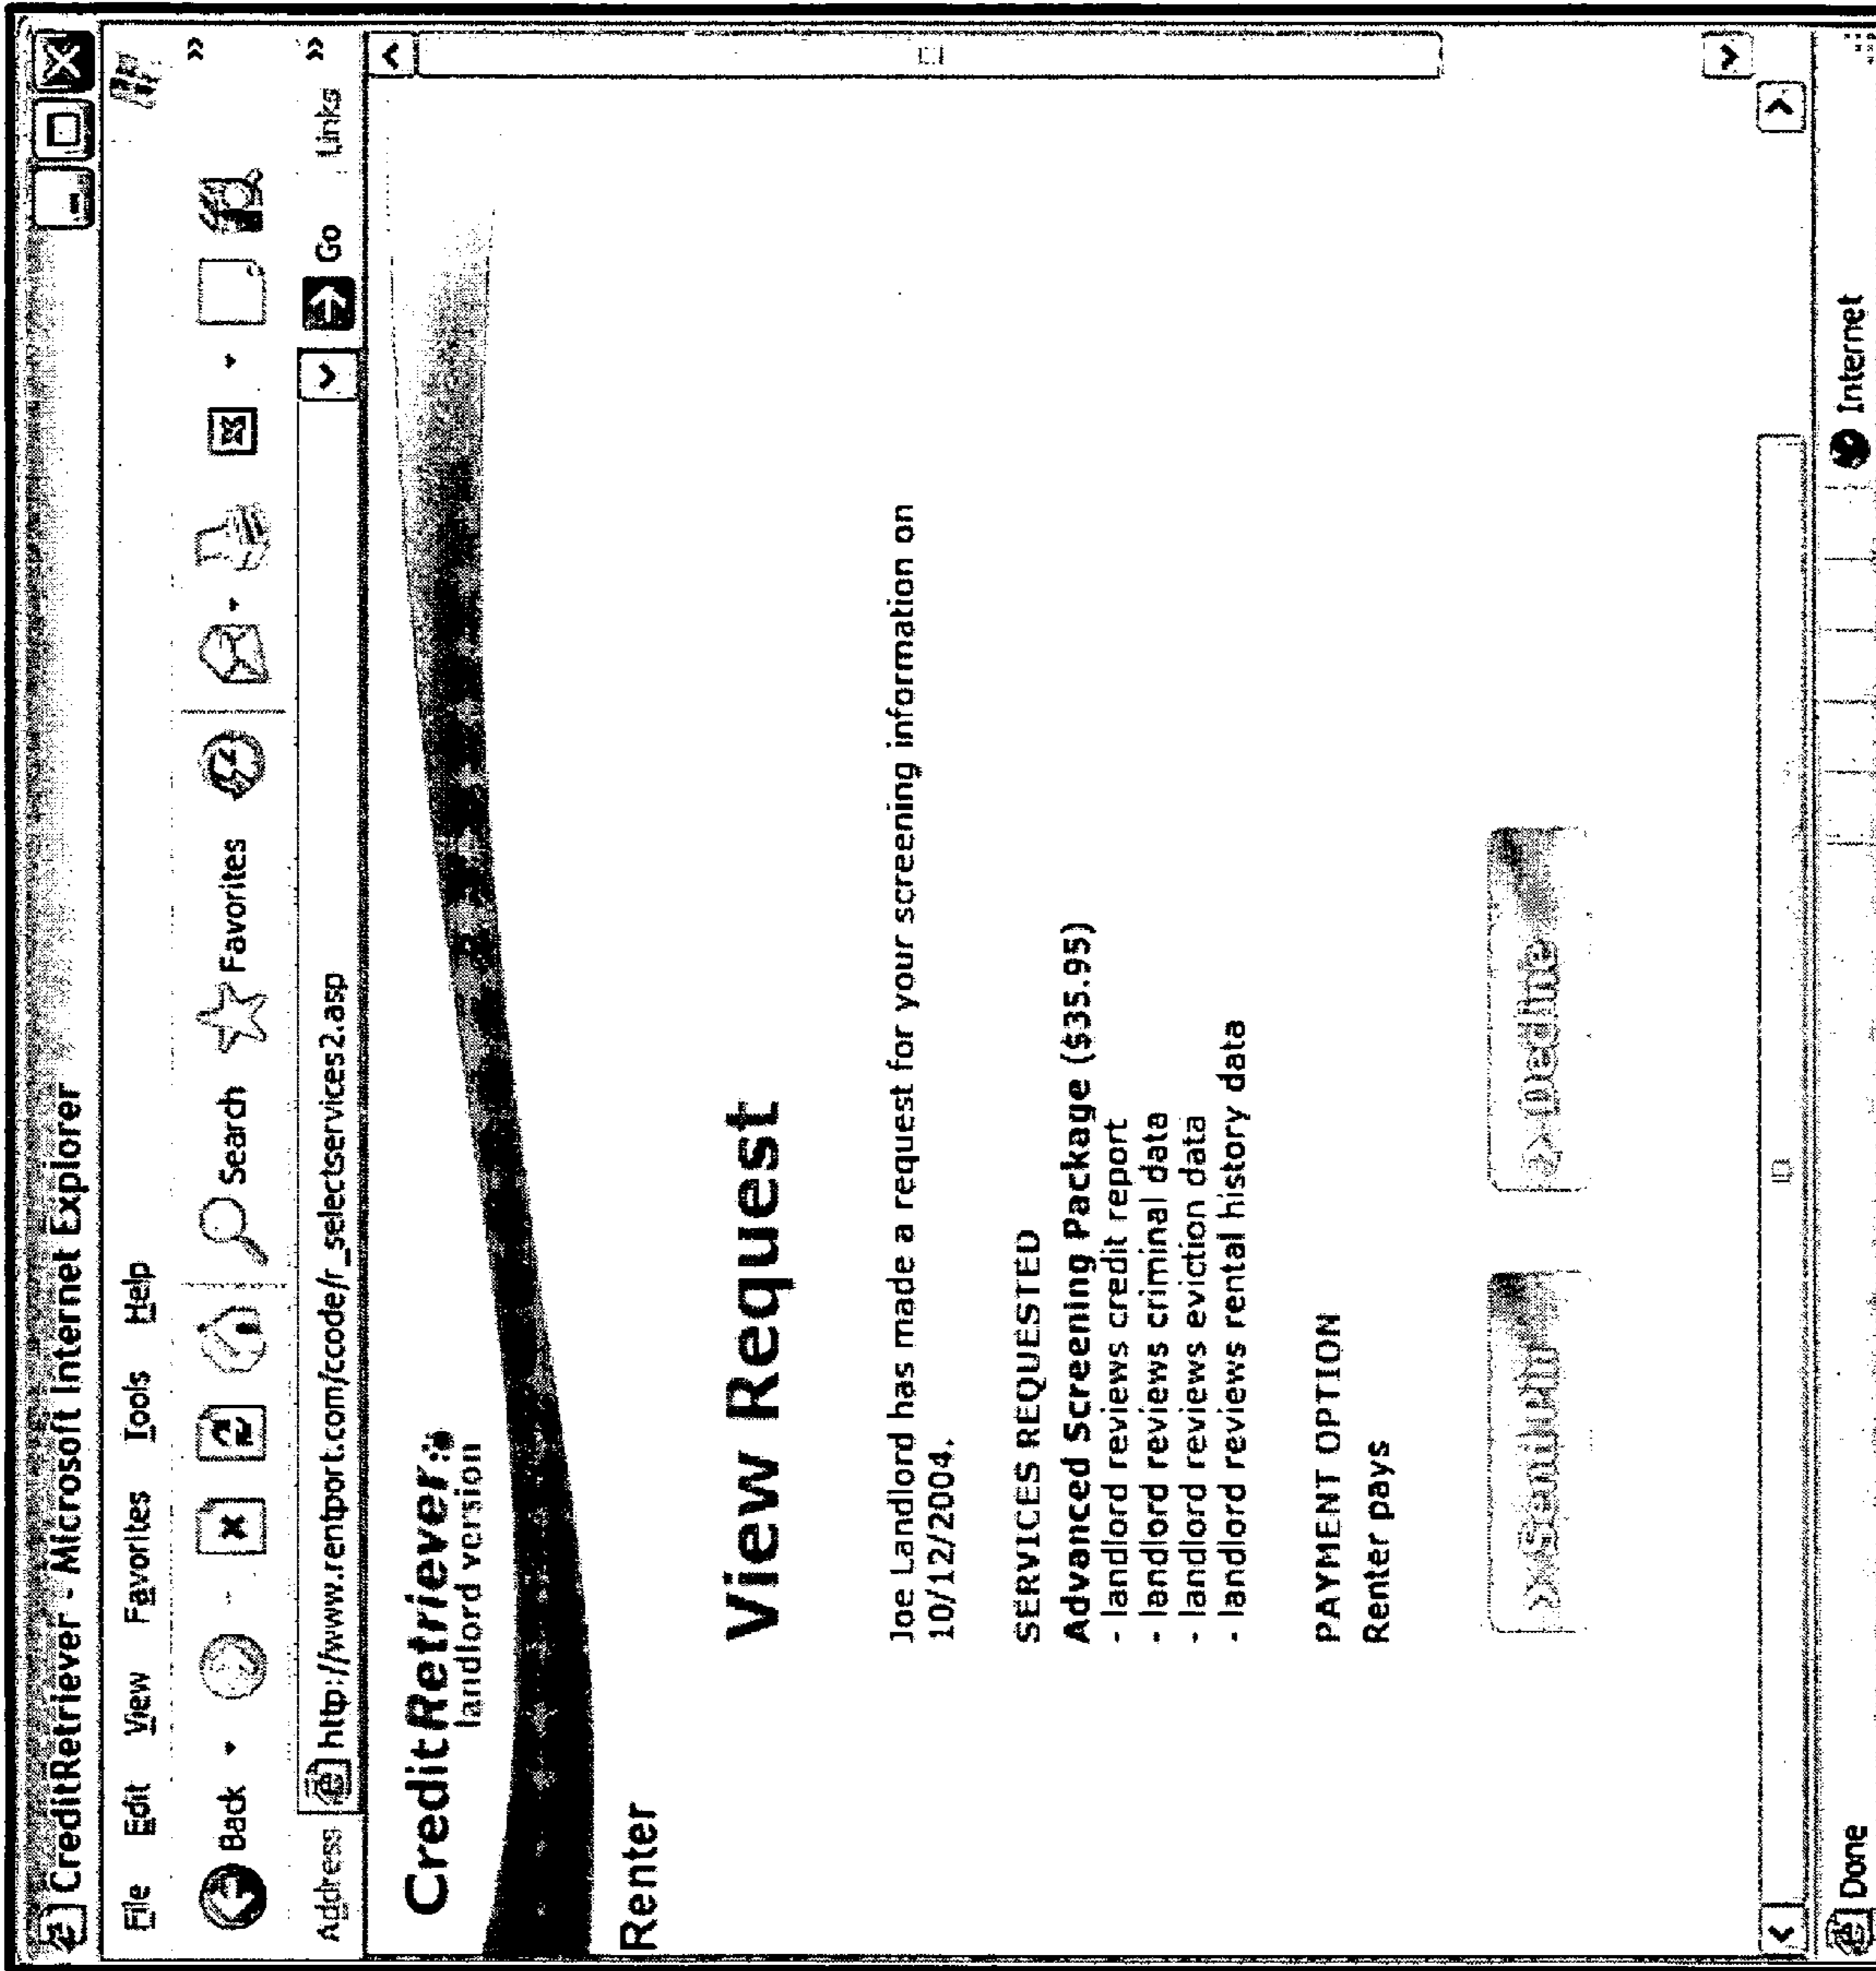 CreditRetriever - Microsoft Internet Explorer
File Edit View Favorites Tools Help
Back Search Favorites
Address http://www.rentport.com/ccode/r_selectservices2.asp Go Links
CreditRetriever
landlord version
Renter
View Request
Joe Landlord has made a request for your screening information on
10/12/2004.
SERVICES REQUESTED
Advanced Screening Package ($35.95)
- landlord reviews credit report
- landlord reviews criminal data
- landlord reviews eviction data
- landlord reviews rental history data
PAYMENT OPTION
Renter pays
>> Submit >> Decline
Done Internet